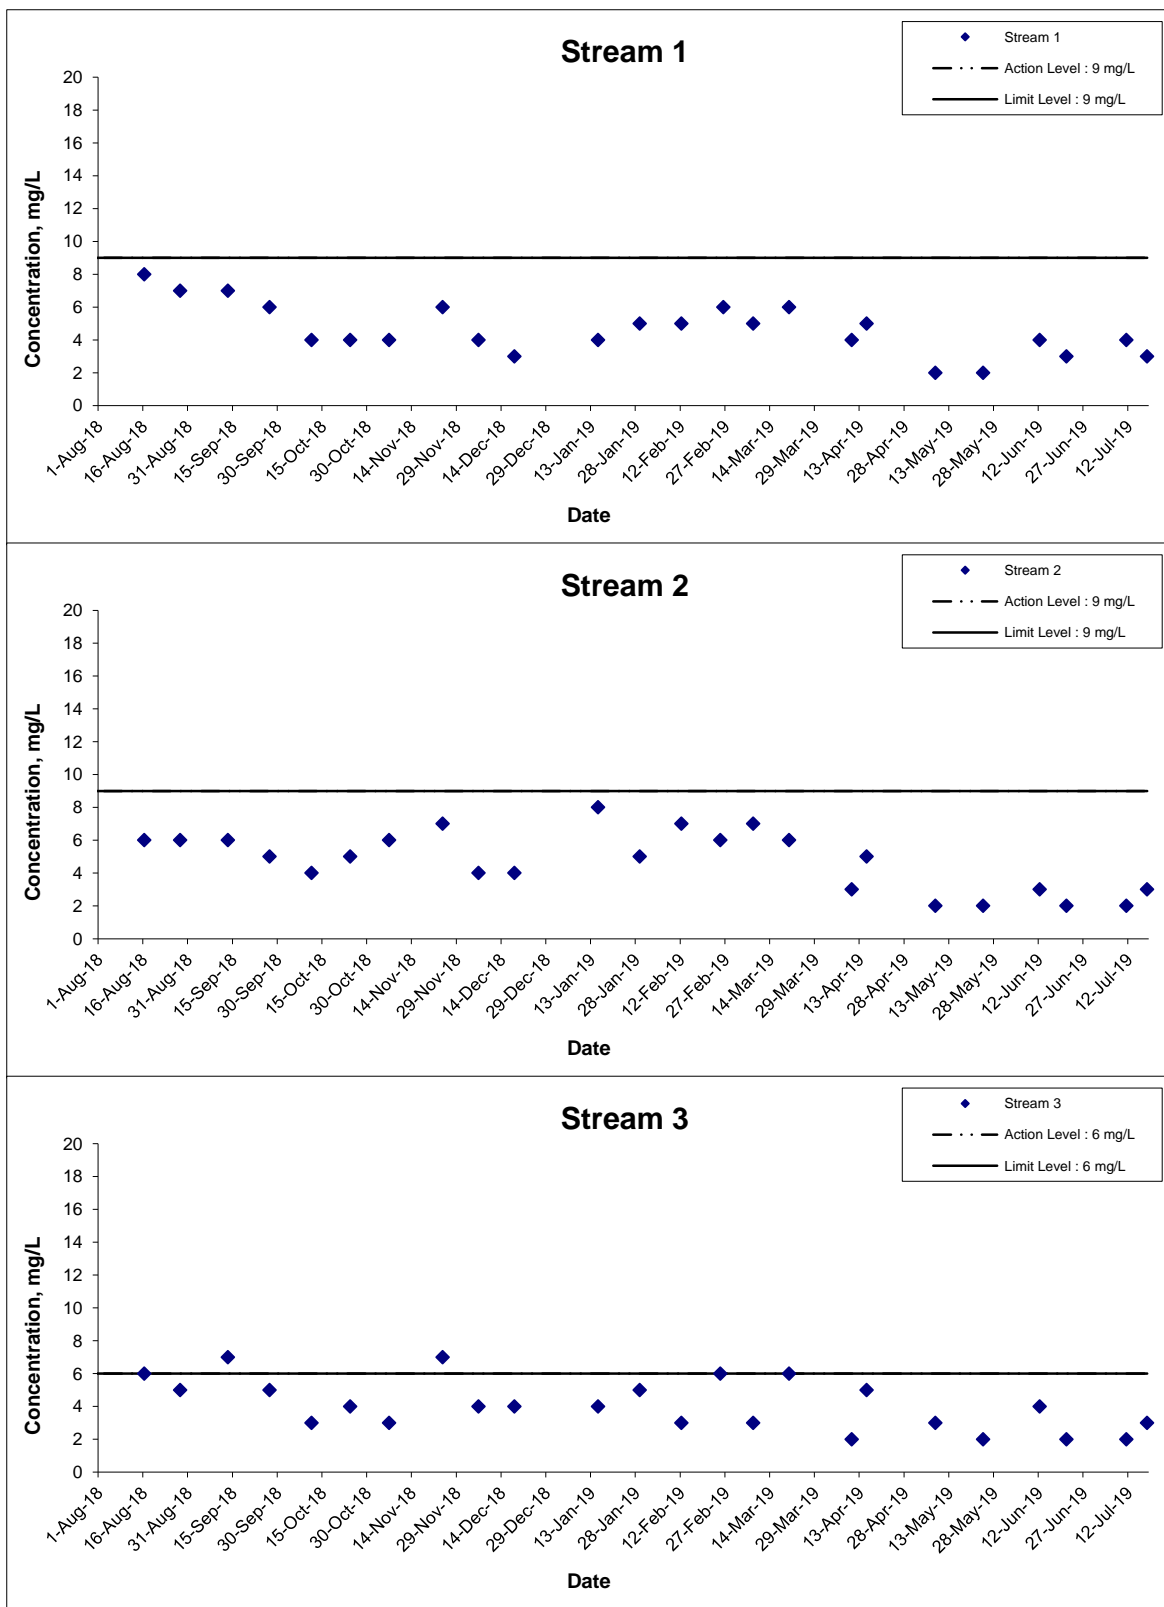 Stream 1
Stream 1
Action Level : 9 mg/L
Limit Level : 9 mg/L
Concentration, mg/L
20
18
16
14
12
10
8
6
4
2
0
1-Aug-18
16-Aug-18
31-Aug-18
15-Sep-18
30-Sep-18
15-Oct-18
30-Oct-18
14-Nov-18
29-Nov-18
14-Dec-18
29-Dec-18
13-Jan-19
28-Jan-19
12-Feb-19
27-Feb-19
14-Mar-19
29-Mar-19
13-Apr-19
28-Apr-19
13-May-19
28-May-19
12-Jun-19
27-Jun-19
12-Jul-19
Date
Stream 2
Stream 2
Action Level : 9 mg/L
Limit Level : 9 mg/L
Concentration, mg/L
20
18
16
14
12
10
8
6
4
2
0
1-Aug-18
16-Aug-18
31-Aug-18
15-Sep-18
30-Sep-18
15-Oct-18
30-Oct-18
14-Nov-18
29-Nov-18
14-Dec-18
29-Dec-18
13-Jan-19
28-Jan-19
12-Feb-19
27-Feb-19
14-Mar-19
29-Mar-19
13-Apr-19
28-Apr-19
13-May-19
28-May-19
12-Jun-19
27-Jun-19
12-Jul-19
Date
Stream 3
Stream 3
Action Level : 6 mg/L
Limit Level : 6 mg/L
Concentration, mg/L
20
18
16
14
12
10
8
6
4
2
0
1-Aug-18
16-Aug-18
31-Aug-18
15-Sep-18
30-Sep-18
15-Oct-18
30-Oct-18
14-Nov-18
29-Nov-18
14-Dec-18
29-Dec-18
13-Jan-19
28-Jan-19
12-Feb-19
27-Feb-19
14-Mar-19
29-Mar-19
13-Apr-19
28-Apr-19
13-May-19
28-May-19
12-Jun-19
27-Jun-19
12-Jul-19
Date